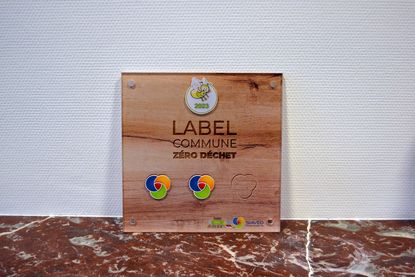 2023
LABEL
COMMUNE
ZÉRO DÉCHET